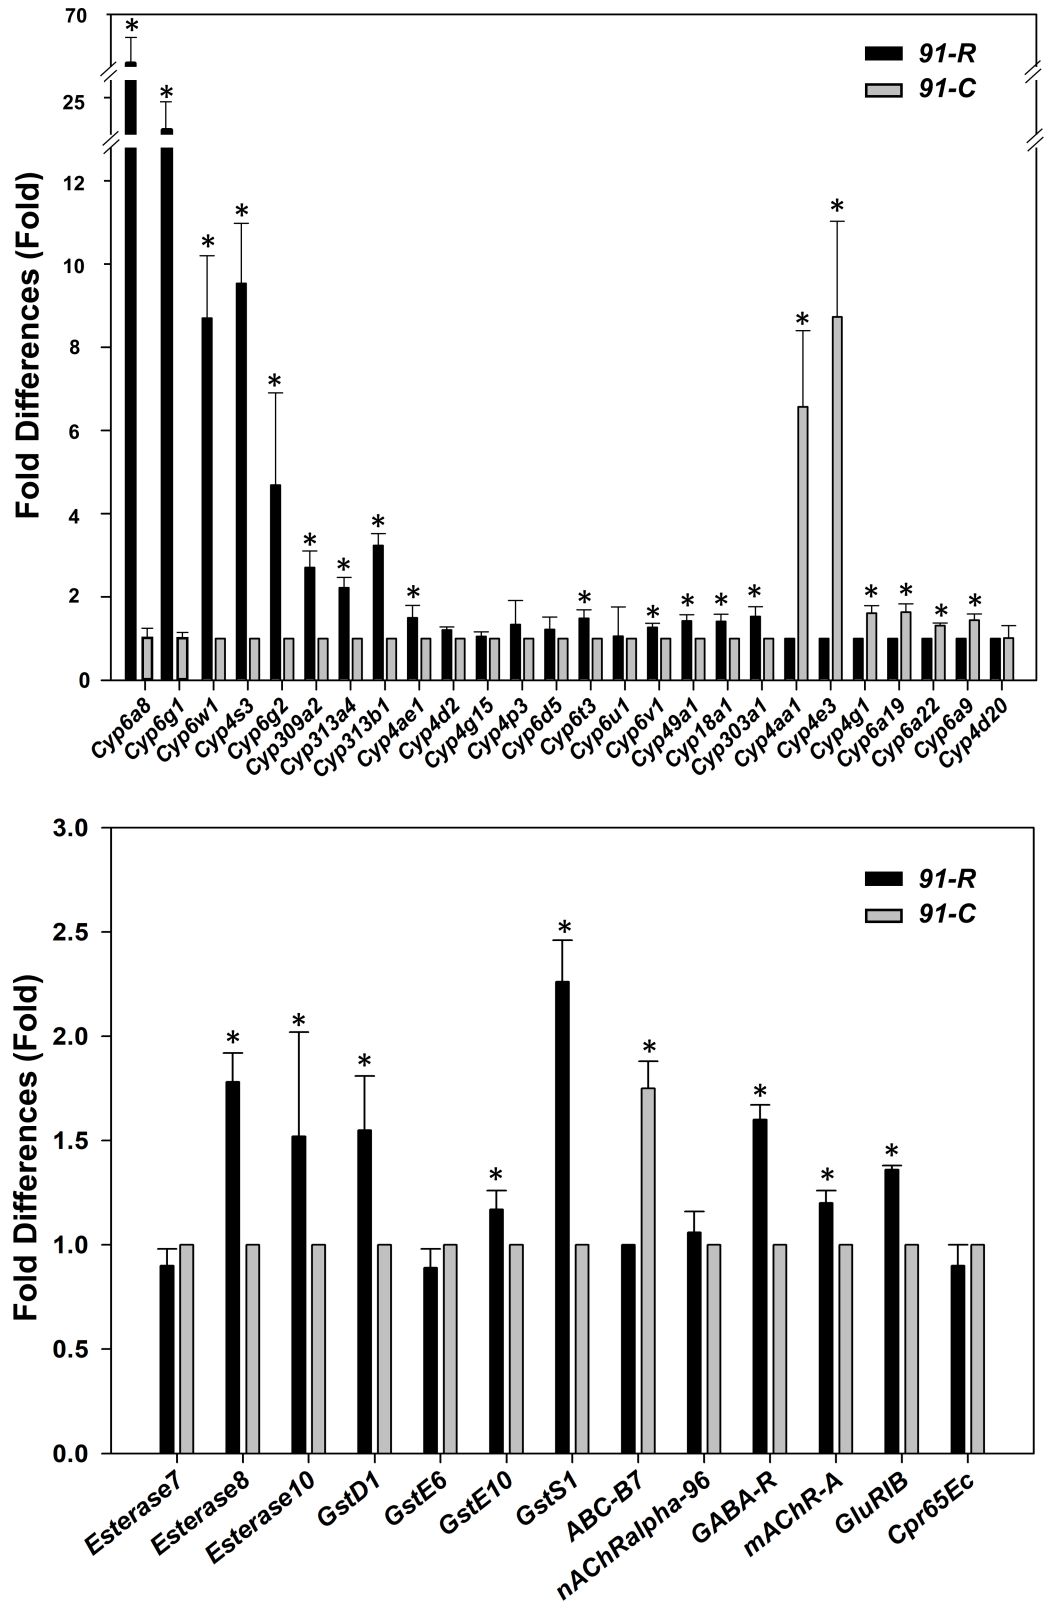 70
25
12
10
8
6
4
2
0
Fold Differences (Fold)
91-R
91-C
* * * * * * * * * * * * * * * * * * * *
Cyp6a8 Cyp6g1 Cyp6w1 Cyp4s3 Cyp6g2 Cyp309a2 Cyp313a4 Cyp313b1 Cyp4ae1 Cyp4d2 Cyp4g15 Cyp4p3 Cyp6d5 Cyp6t3 Cyp6u1 Cyp6v1 Cyp49a1 Cyp18a1 Cyp303a1 Cyp4aa1 Cyp4e3 Cyp4g1 Cyp6a19 Cyp6a22 Cyp6a9 Cyp4d20
3.0
2.5
2.0
1.5
1.0
0.5
0.0
Fold Differences (Fold)
91-R
91-C
* * * * * * * * *
Esterase7 Esterase8 Esterase10 GstD1 GstE6 GstE10 GstS1 ABC-B7 nAChRalpha-96 GABA-R mAChR-A GluRIB Cpr65Ec